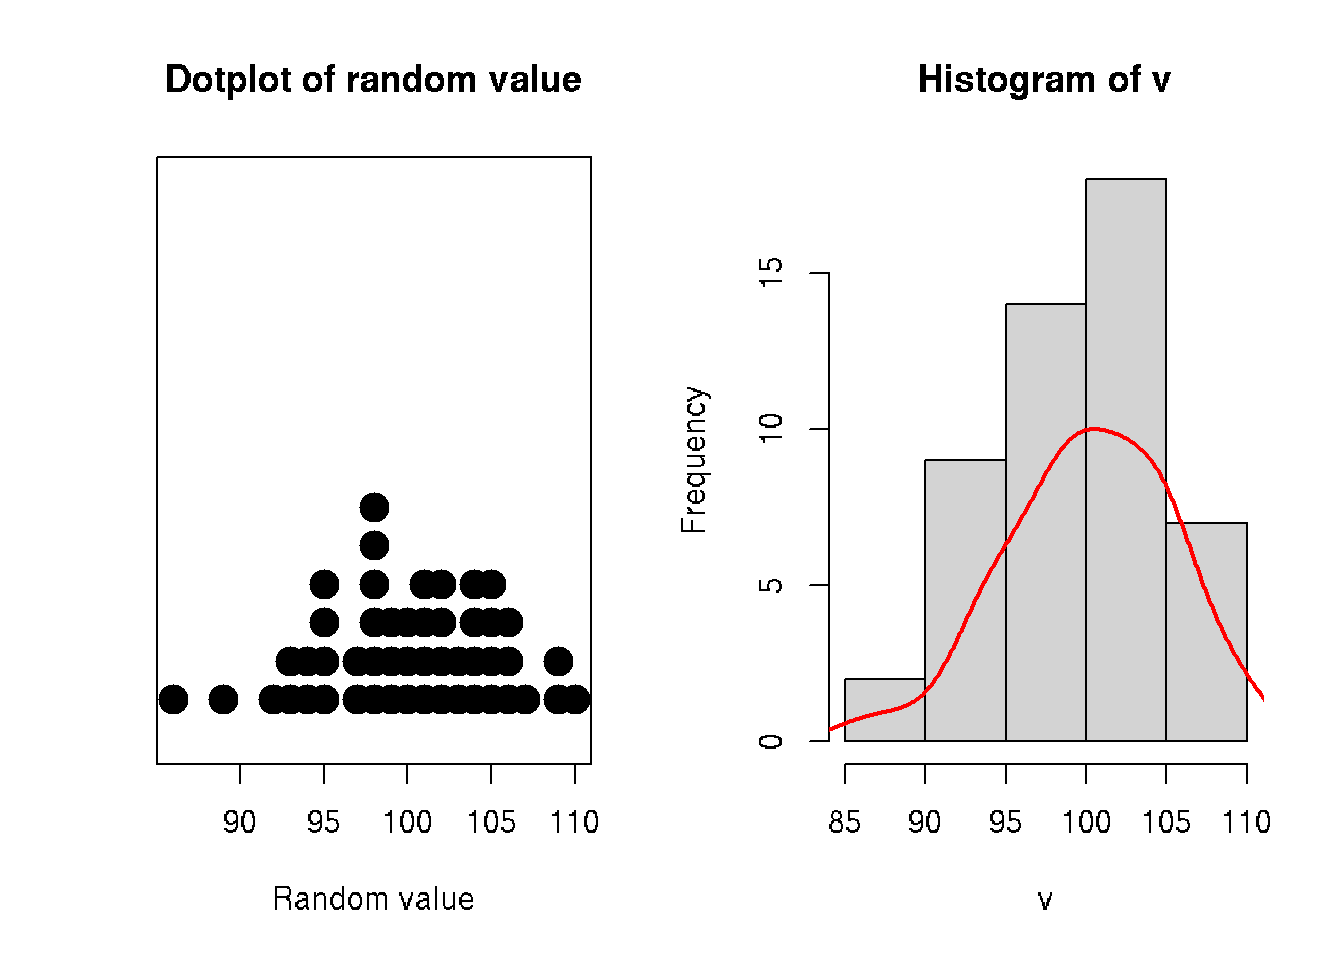 Dotplot of random value
90 95 100 105 110
Random value
Histogram of v
Frequency
15
10
5
0
85 90 95 100 105 110
v